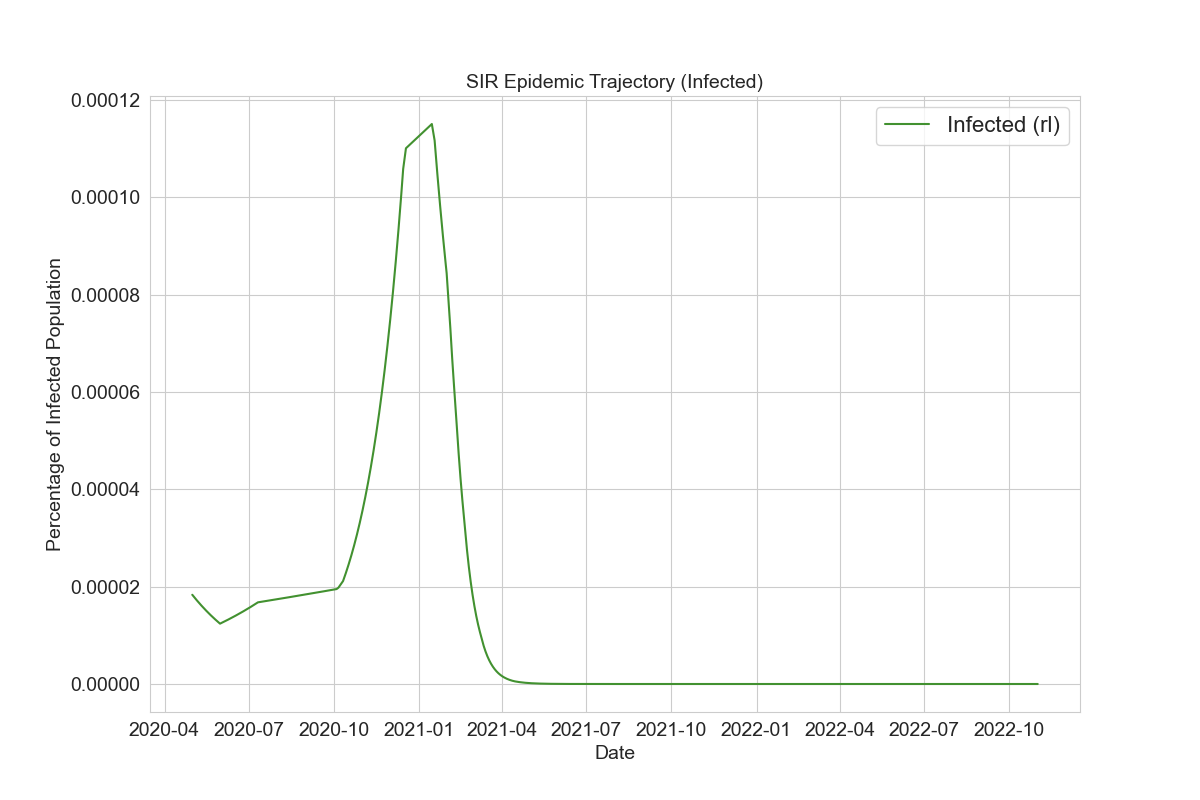 SIR Epidemic Trajectory (Infected)
Infected (rl)
Percentage of Infected Population
0.00012
0.00010
0.00008
0.00006
0.00004
0.00002
0.00000
2020-04 2020-07 2020-10 2021-01 2021-04 2021-07 2021-10 2022-01 2022-04 2022-07 2022-10
Date